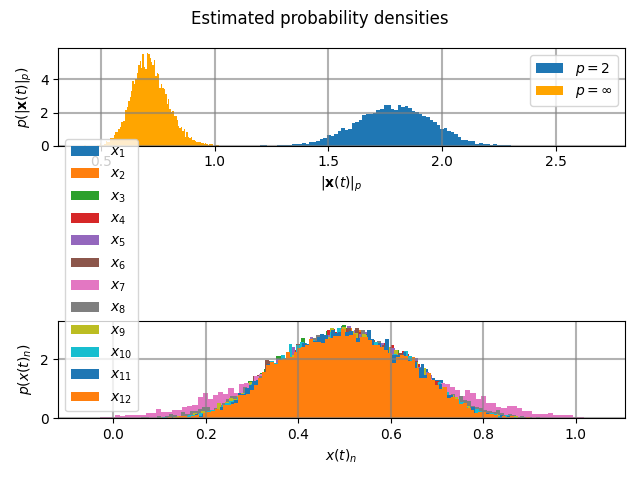 Estimated probability densities
p(|x(t)|_p)
4
2
0
p = 2
p = ∞
0.5 1.0 1.5 2.0 2.5
|x(t)|_p
x_1
x_2
x_3
x_4
x_5
x_6
x_7
x_8
x_9
x_10
x_11
x_12
p(x(t)_n)
2
0
0.0 0.2 0.4 0.6 0.8 1.0
x(t)_n